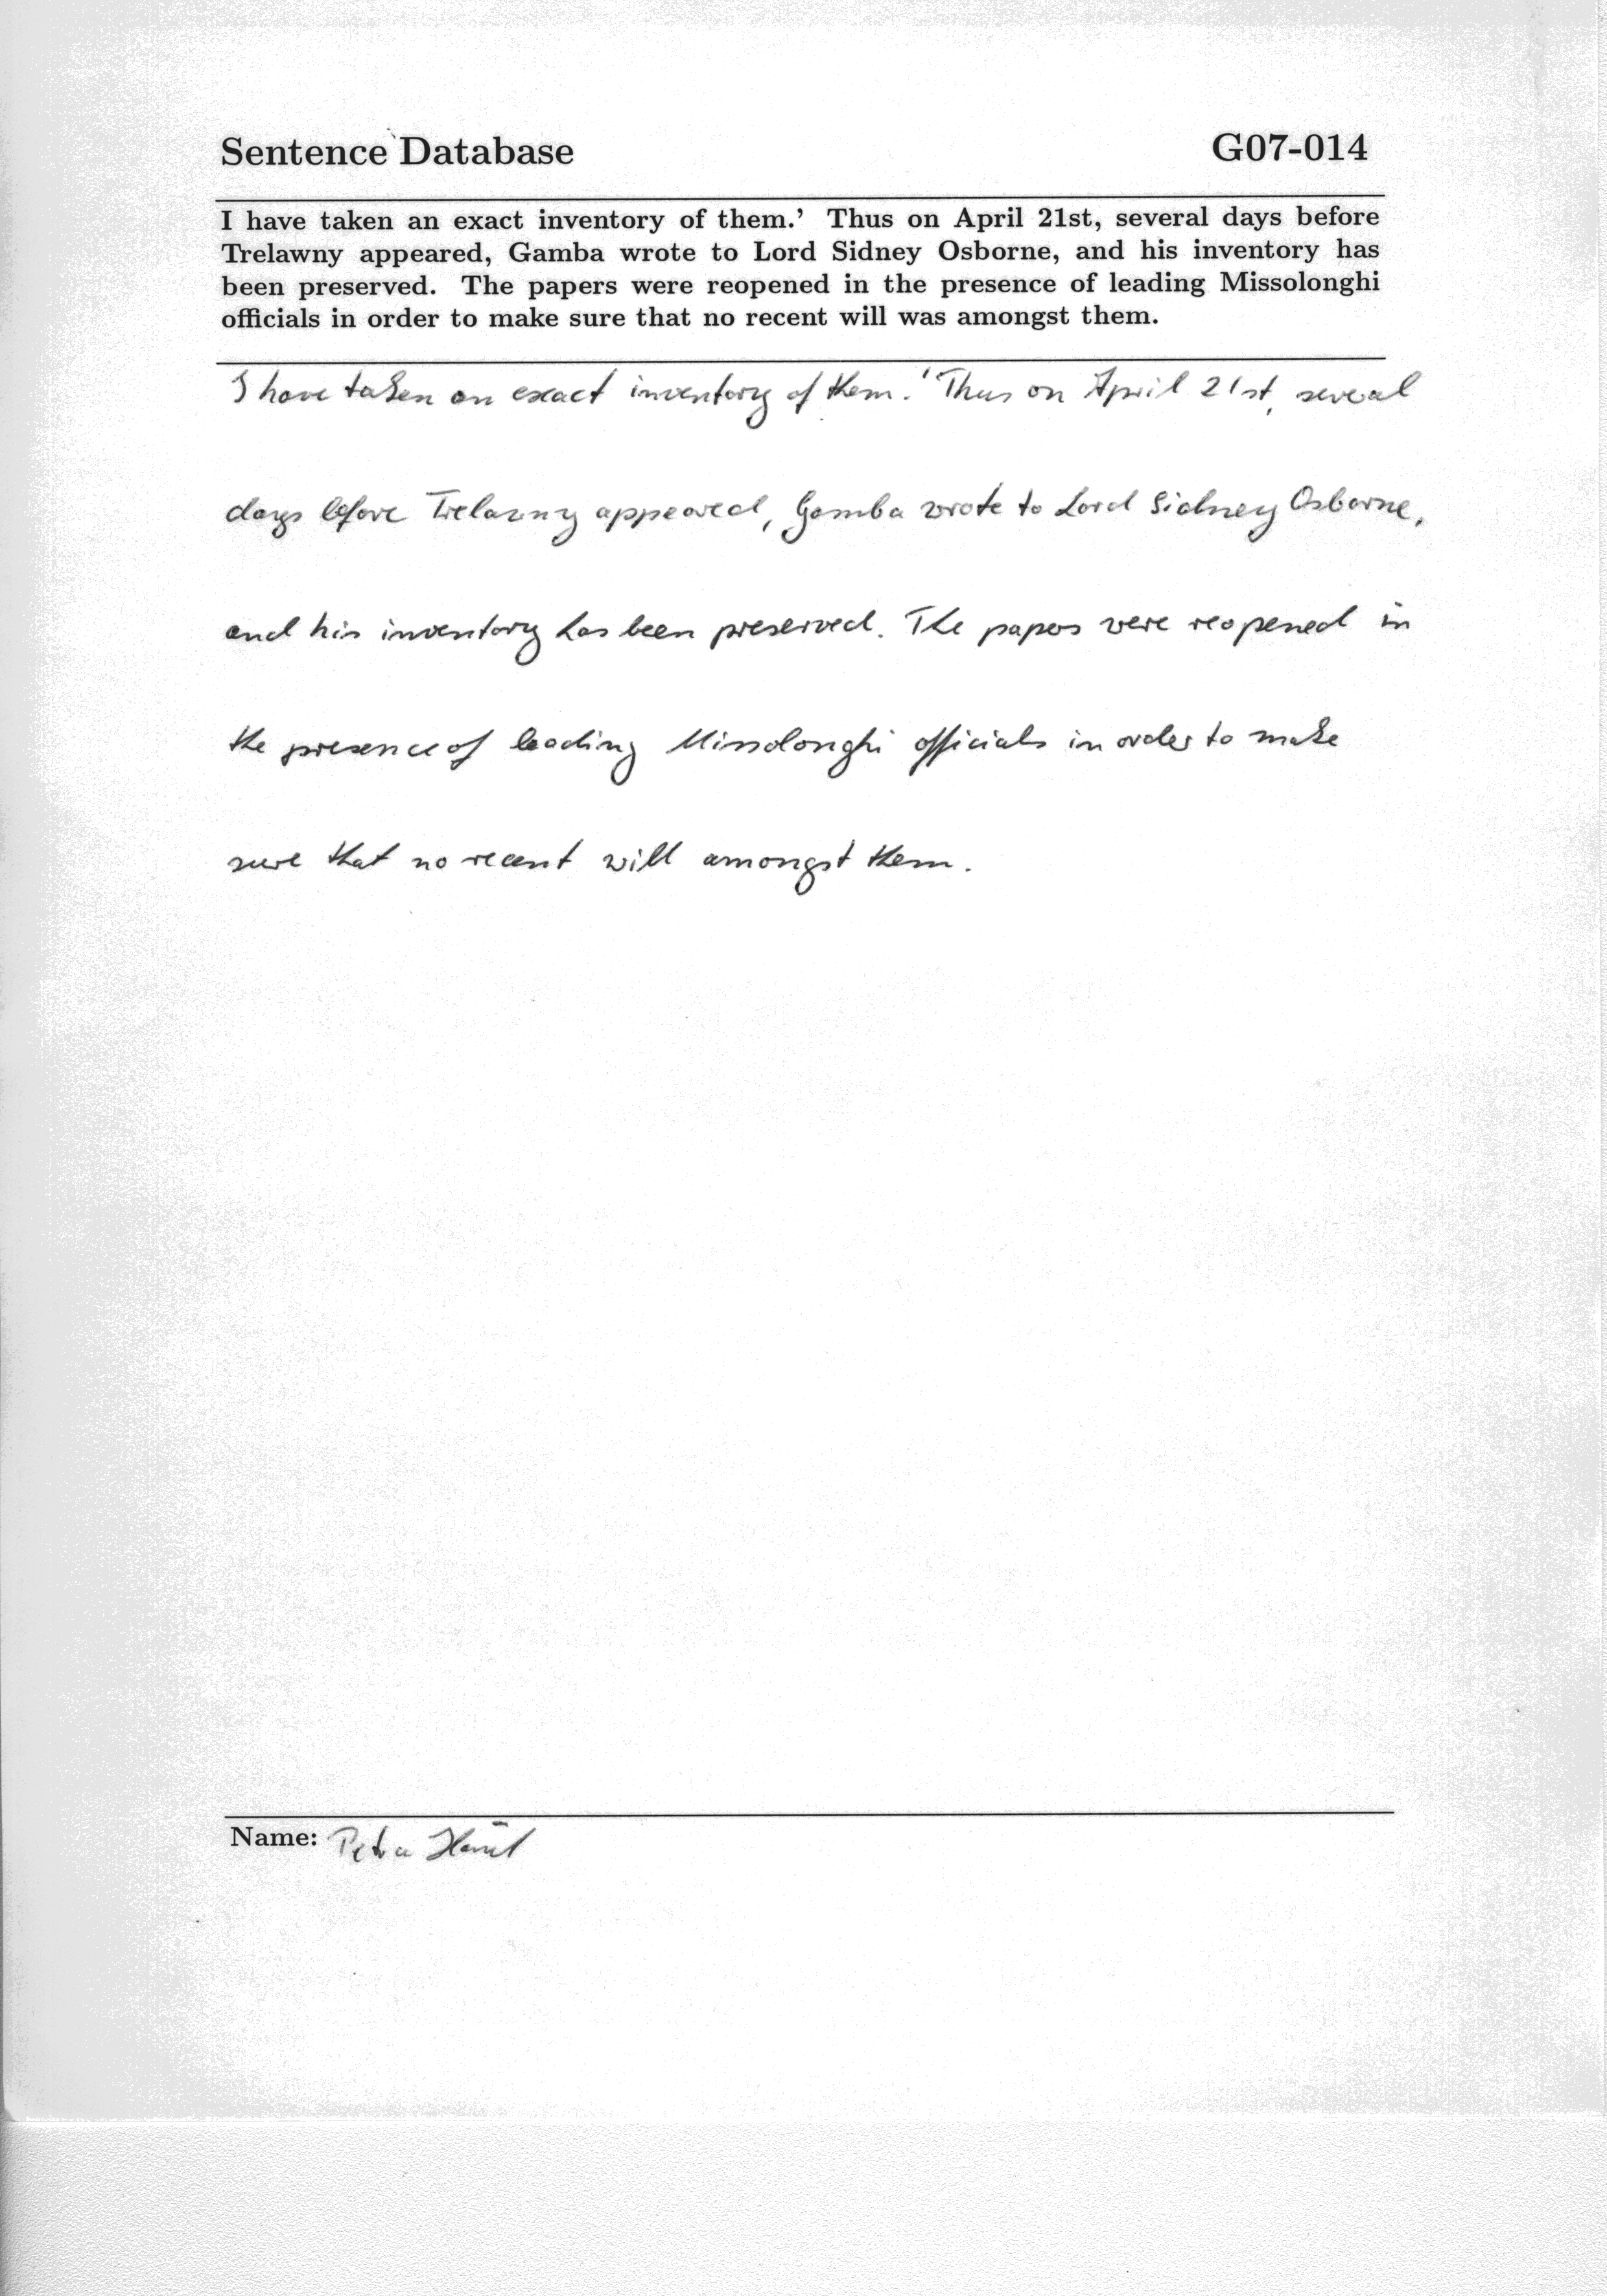 Sentence Database G07-014
I have taken an exact inventory of them.’ Thus on April 21st, several days before
Trelawny appeared, Gamba wrote to Lord Sidney Osborne, and his inventory has
been preserved. The papers were reopened in the presence of leading Missolonghi
officials in order to make sure that no recent will was amongst them.
I have taken an exact inventory of them.' Thus on April 21st, several
days before Trelawny appeared, Gamba wrote to Lord Sidney Osborne,
and his inventory has been preserved. The papers were reopened in
the presence of leading Missolonghi officials in order to make
sure that no recent will amongst them.
Name: Petra